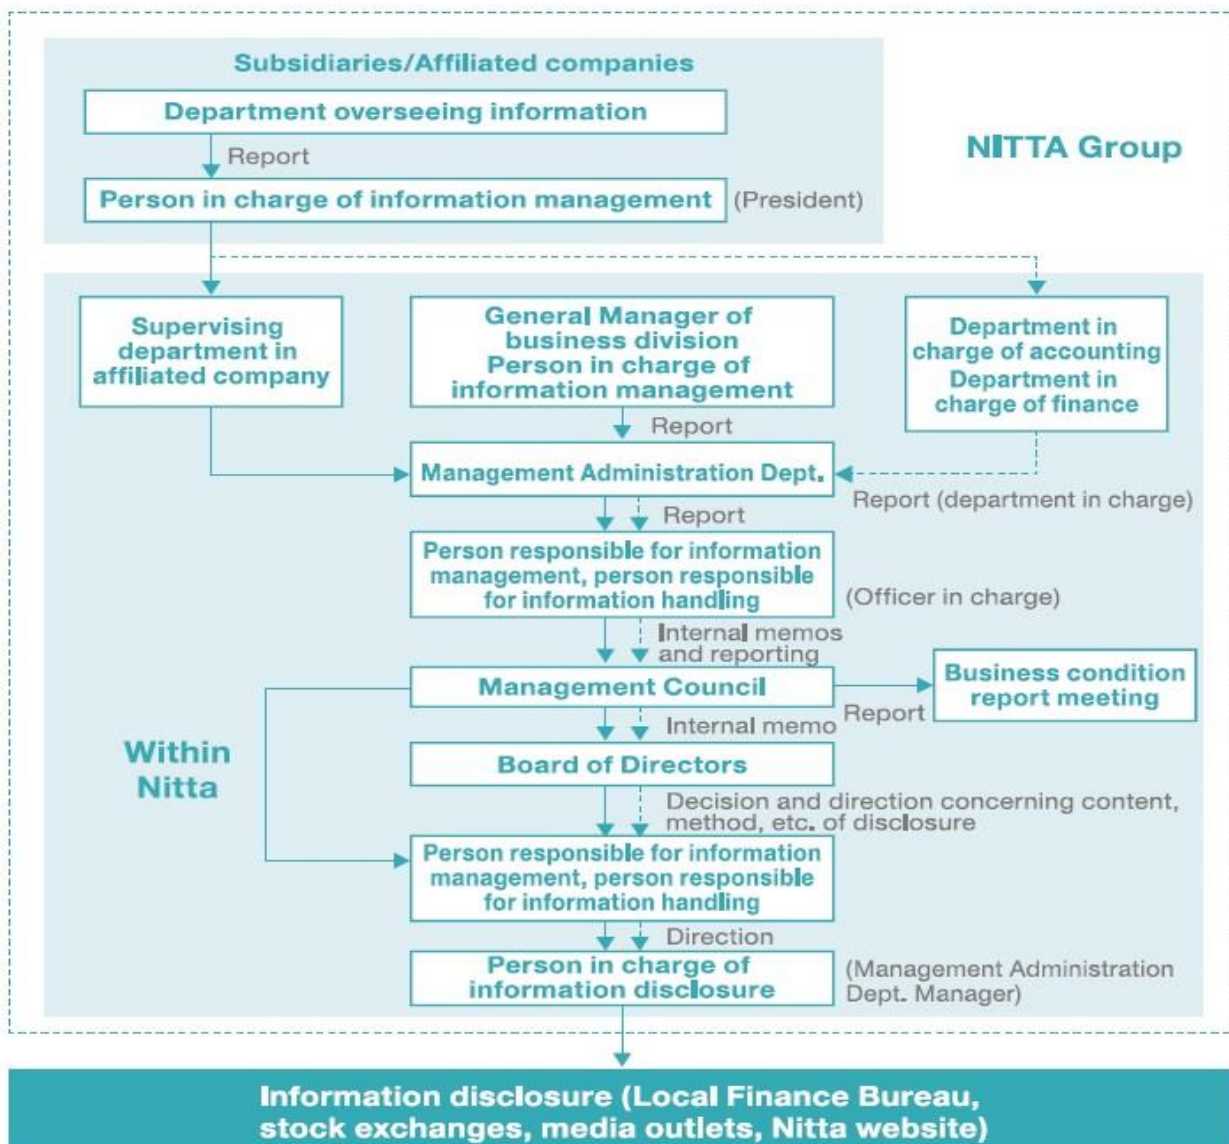 Subsidiaries/Affiliated companies
Department overseeing information
Report
Person in charge of information management
(President)
NITTA Group
Supervising
department in
affiliated company
General Manager of
business division
Person in charge of
information management
Department in
charge of accounting
Department in
charge of finance
Report
Management Administration Dept.
Report (department in charge)
Report
Person responsible for information
management, person responsible
for information handling
(Officer in charge)
Internal memos
and reporting
Management Council
Report
Business condition
report meeting
Internal memo
Within
Nitta
Board of Directors
Decision and direction concerning content,
method, etc. of disclosure
Person responsible for information
management, person responsible
for information handling
Direction
Person in charge of
information disclosure
(Management Administration
Dept. Manager)
Information disclosure (Local Finance Bureau,
stock exchanges, media outlets, Nitta website)